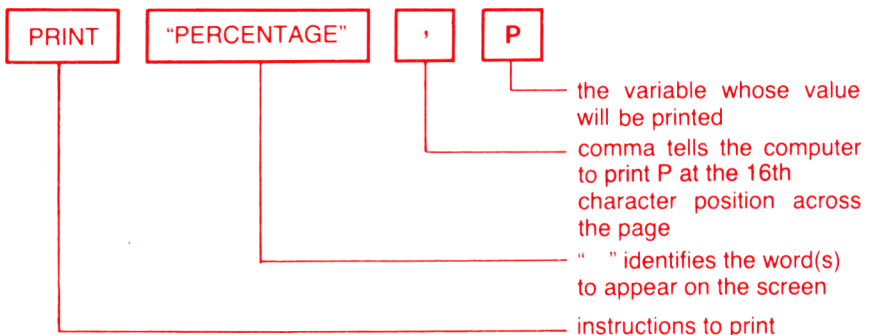 PRINT “PERCENTAGE” , P
the variable whose value
will be printed
comma tells the computer
to print P at the 16th
character position across
the page
“ ” identifies the word(s)
to appear on the screen
instructions to print